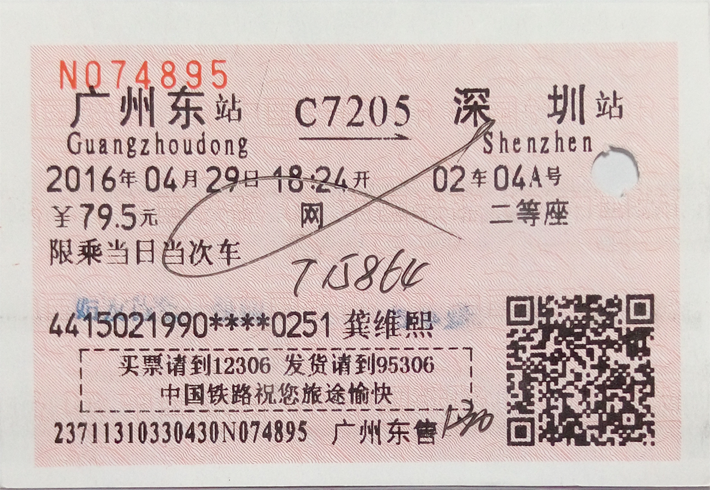 N074895
广州东站 C7205 深圳站
Guangzhoudong Shenzhen
2016年04月29日18:24开 02车04A号
￥79.5元 网 二等座
限乘当日当次车
T15864
4415021990****0251 龚维熙
买票请到12306 发货请到95306
中国铁路祝您旅途愉快
23711310330430N074895 广州东售